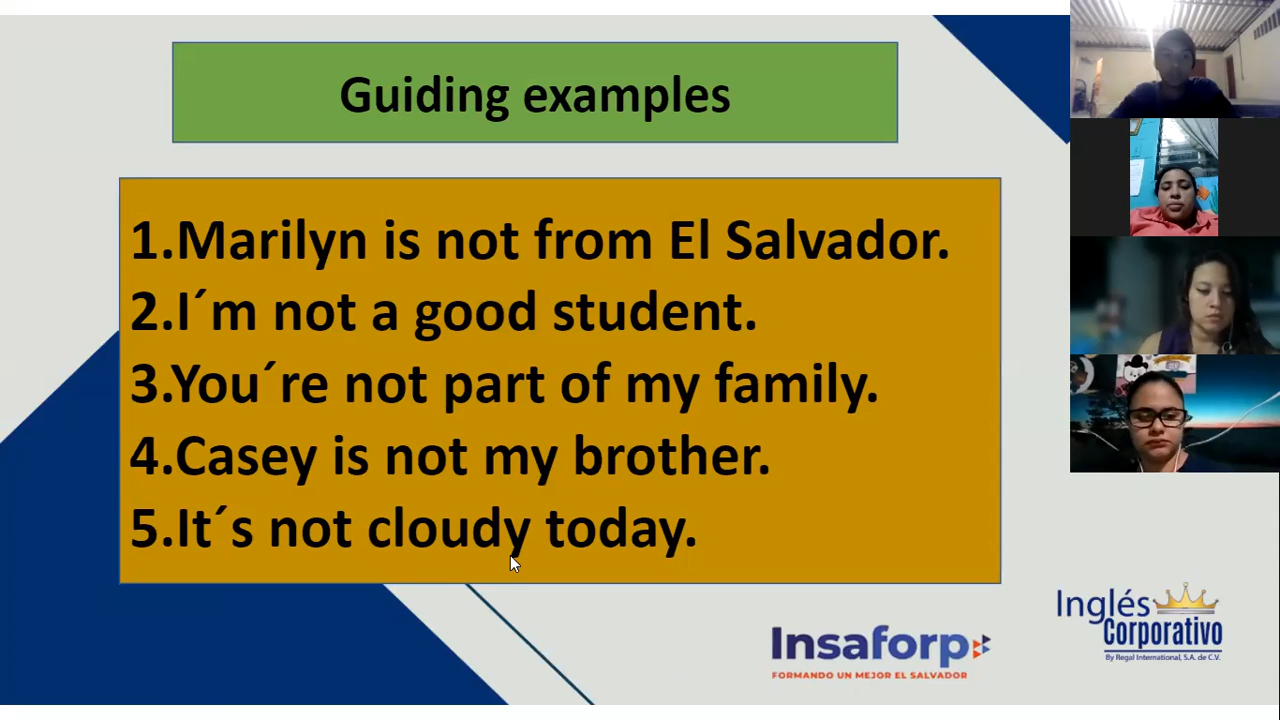 Guiding examples
1.Marilyn is not from El Salvador.
2.I´m not a good student.
3.You´re not part of my family.
4.Casey is not my brother.
5.It´s not cloudy today.
Insaforp
FORMANDO UN MEJOR EL SALVADOR
Inglés
Corporativo
By Regal International, S.A. de C.V.